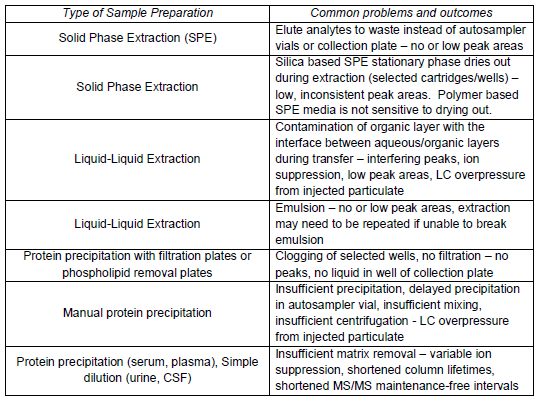 Type of Sample Preparation
Common problems and outcomes
Solid Phase Extraction (SPE)
Elute analytes to waste instead of autosampler
vials or collection plate – no or low peak areas
Solid Phase Extraction
Silica based SPE stationary phase dries out
during extraction (selected cartridges/wells) –
low, inconsistent peak areas.  Polymer based
SPE media is not sensitive to drying out.
Liquid-Liquid Extraction
Contamination of organic layer with the
interface between aqueous/organic layers
during transfer – interfering peaks, ion
suppression, low peak areas, LC overpressure
from injected particulate
Liquid-Liquid Extraction
Emulsion – no or low peak areas, extraction
may need to be repeated if unable to break
emulsion
Protein precipitation with filtration plates or
phospholipid removal plates
Clogging of selected wells, no filtration – no
peaks, no liquid in well of collection plate
Manual protein precipitation
Insufficient precipitation, delayed precipitation
in autosampler vial, insufficient mixing,
insufficient centrifugation - LC overpressure
from injected particulate
Protein precipitation (serum, plasma), Simple
dilution (urine, CSF)
Insufficient matrix removal – variable ion
suppression, shortened column lifetimes,
shortened MS/MS maintenance-free intervals